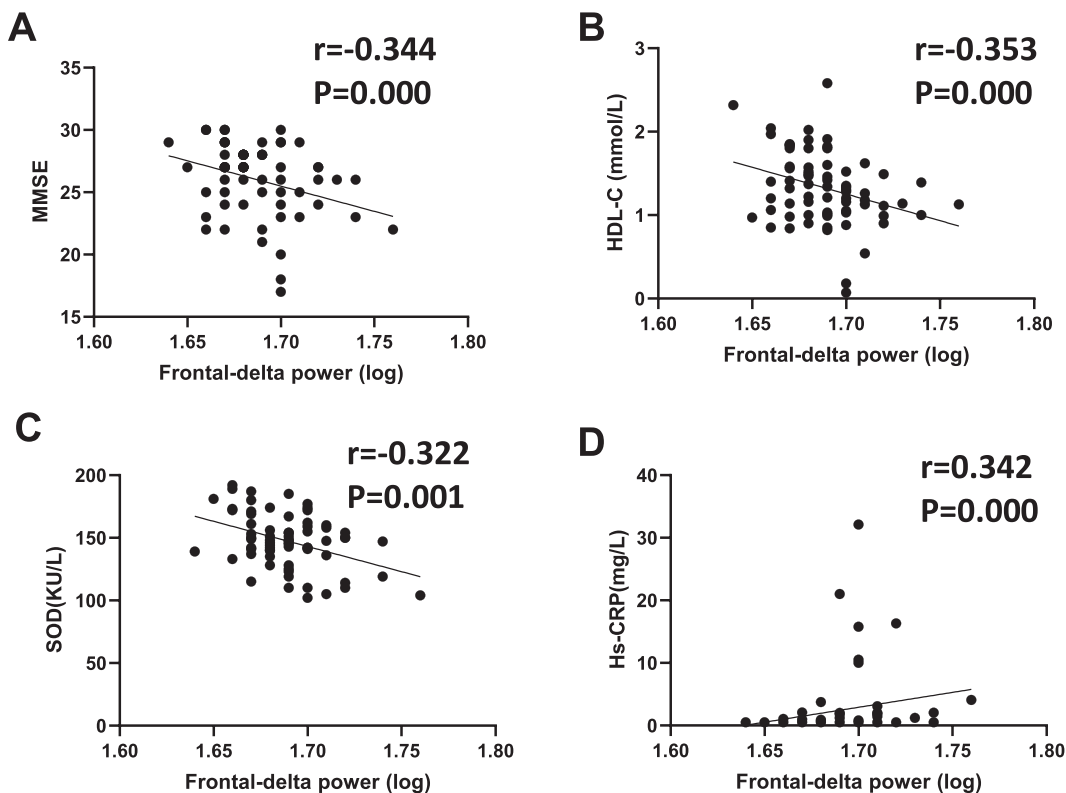 A
r=-0.344
P=0.000
35
30
25
20
15
MMSE
1.60 1.65 1.70 1.75 1.80
Frontal-delta power (log)
B
r=-0.353
P=0.000
3
2
1
0
HDL-C (mmol/L)
1.60 1.65 1.70 1.75 1.80
Frontal-delta power (log)
C
r=-0.322
P=0.001
200
150
100
50
0
SOD(KU/L)
1.60 1.65 1.70 1.75 1.80
Frontal-delta power (log)
D
r=0.342
P=0.000
40
30
20
10
0
Hs-CRP(mg/L)
1.60 1.65 1.70 1.75 1.80
Frontal-delta power (log)